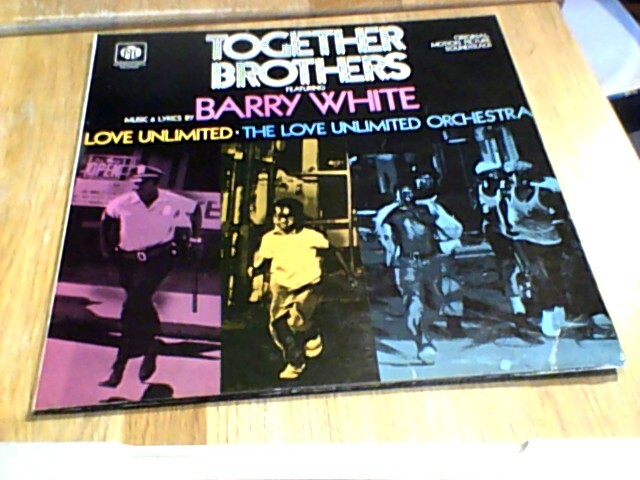 TOGETHER
BROTHERS
ORIGINAL
MOTION PICTURE
SOUNDTRACK
FEATURING
MUSIC & LYRICS BY BARRY WHITE
LOVE UNLIMITED · THE LOVE UNLIMITED ORCHESTRA
OPEN